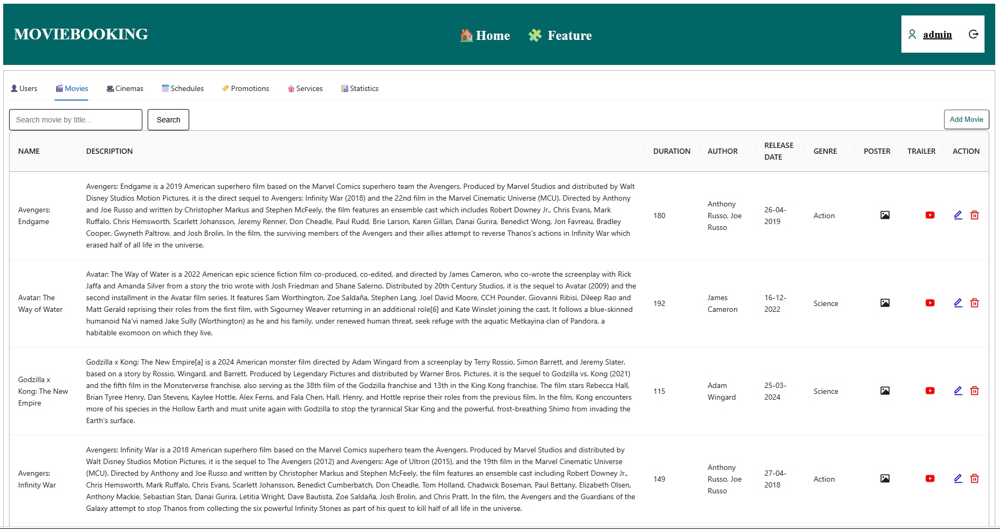 MOVIEBOOKING
Home
Feature
admin
Users
Movies
Cinemas
Schedules
Promotions
Services
Statistics
Search movie by title...
Search
Add Movie
NAME
DESCRIPTION
DURATION
AUTHOR
RELEASE
DATE
GENRE
POSTER
TRAILER
ACTION
Avengers:
Endgame
Avengers: Endgame is a 2019 American superhero film based on the Marvel Comics superhero team the Avengers. Produced by Marvel Studios and distributed by Walt
Disney Studios Motion Pictures, it is the direct sequel to Avengers: Infinity War (2018) and the 22nd film in the Marvel Cinematic Universe (MCU). Directed by Anthony
and Joe Russo and written by Christopher Markus and Stephen McFeely, the film features an ensemble cast which includes Robert Downey Jr., Chris Evans, Mark
Ruffalo, Chris Hemsworth, Scarlett Johansson, Jeremy Renner, Don Cheadle, Paul Rudd, Brie Larson, Karen Gillan, Danai Gurira, Benedict Wong, Jon Favreau, Bradley
Cooper, Gwyneth Paltrow, and Josh Brolin. In the film, the surviving members of the Avengers and their allies attempt to reverse Thanos's actions in Infinity War which
erased half of all life in the universe.
180
Anthony
Russo, Joe
Russo
26-04-
2019
Action
Avatar: The
Way of Water
Avatar: The Way of Water is a 2022 American epic science fiction film co-produced, co-edited, and directed by James Cameron, who co-wrote the screenplay with Rick
Jaffa and Amanda Silver from a story the trio wrote with Josh Friedman and Shane Salerno. Distributed by 20th Century Studios, it is the sequel to Avatar (2009) and the
second installment in the Avatar film series. It features Sam Worthington, Zoe Saldaña, Stephen Lang, Joel David Moore, CCH Pounder, Giovanni Ribisi, Dileep Rao and
Matt Gerald reprising their roles from the first film, with Sigourney Weaver returning in an additional role[6] and Kate Winslet joining the cast. It follows a blue-skinned
humanoid Na'vi named Jake Sully (Worthington) as he and his family, under renewed human threat, seek refuge with the aquatic Metkayina clan of Pandora, a
habitable exomoon on which they live.
192
James
Cameron
16-12-
2022
Science
Godzilla x
Kong: The New
Empire
Godzilla x Kong: The New Empire[a] is a 2024 American monster film directed by Adam Wingard from a screenplay by Terry Rossio, Simon Barrett, and Jeremy Slater,
based on a story by Rossio, Wingard, and Barrett. Produced by Legendary Pictures and distributed by Warner Bros. Pictures, it is the sequel to Godzilla vs. Kong (2021)
and the fifth film in the Monsterverse franchise, also serving as the 38th film of the Godzilla franchise and 13th in the King Kong franchise. The film stars Rebecca Hall,
Brian Tyree Henry, Dan Stevens, Kaylee Hottle, Alex Ferns, and Fala Chen. Hall, Henry, and Hottle reprise their roles from the previous film. In the film, Kong encounters
more of his species in the Hollow Earth and must unite again with Godzilla to stop the tyrannical Skar King and the powerful, frost-breathing Shimo from invading the
Earth's surface.
115
Adam
Wingard
25-03-
2024
Science
Avengers:
Infinity War
Avengers: Infinity War is a 2018 American superhero film based on the Marvel Comics superhero team the Avengers. Produced by Marvel Studios and distributed by
Walt Disney Studios Motion Pictures, it is the sequel to The Avengers (2012) and Avengers: Age of Ultron (2015), and the 19th film in the Marvel Cinematic Universe
(MCU). Directed by Anthony and Joe Russo and written by Christopher Markus and Stephen McFeely, the film features an ensemble cast including Robert Downey Jr.,
Chris Hemsworth, Mark Ruffalo, Chris Evans, Scarlett Johansson, Benedict Cumberbatch, Don Cheadle, Tom Holland, Chadwick Boseman, Paul Bettany, Elizabeth Olsen,
Anthony Mackie, Sebastian Stan, Danai Gurira, Letitia Wright, Dave Bautista, Zoe Saldaña, Josh Brolin, and Chris Pratt. In the film, the Avengers and the Guardians of the
Galaxy attempt to stop Thanos from collecting the six powerful Infinity Stones as part of his quest to kill half of all life in the universe.
149
Anthony
Russo, Joe
Russo
27-04-
2018
Action